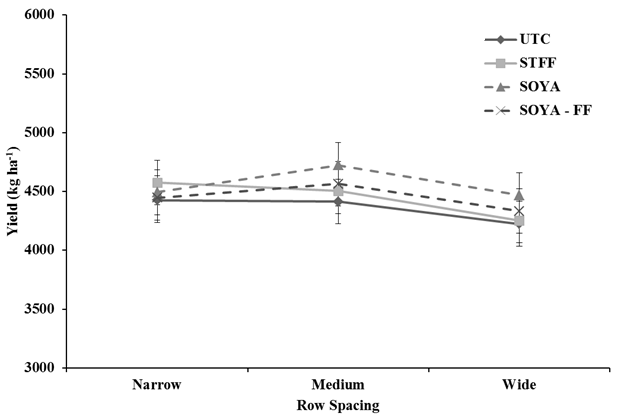 6000
5500
5000
4500
4000
3500
3000
Yield (kg ha-1)
UTC
STFF
SOYA
SOYA - FF
Narrow
Medium
Wide
Row Spacing